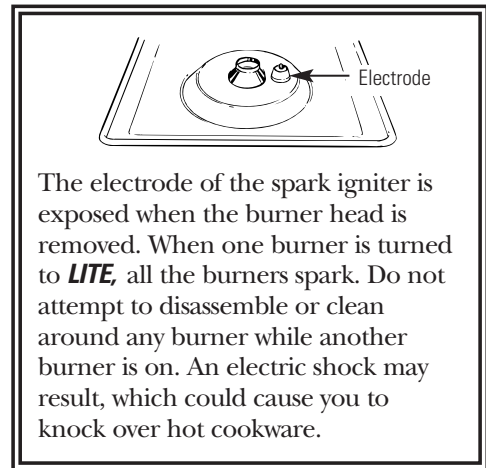 Electrode
The electrode of the spark igniter is
exposed when the burner head is
removed. When one burner is turned
to LITE, all the burners spark. Do not
attempt to disassemble or clean
around any burner while another
burner is on. An electric shock may
result, which could cause you to
knock over hot cookware.